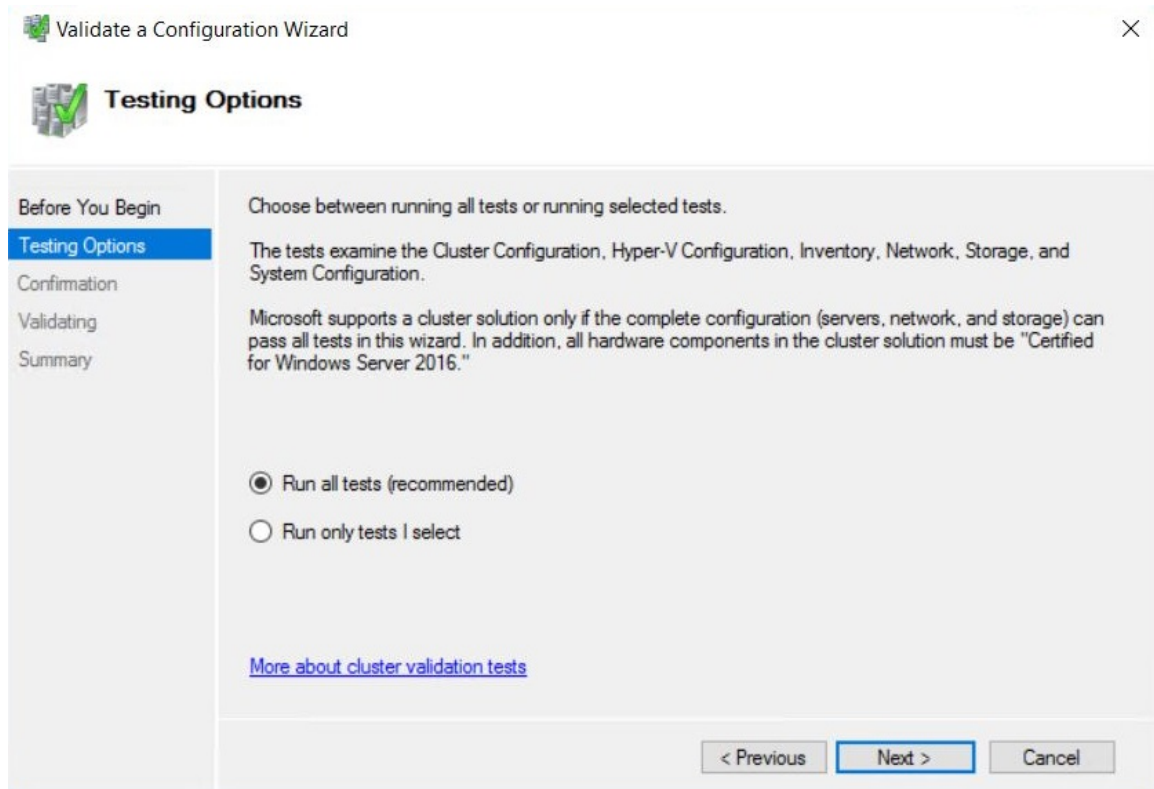 Validate a Configuration Wizard
Testing Options
Before You Begin
Testing Options
Confirmation
Validating
Summary
Choose between running all tests or running selected tests.
The tests examine the Cluster Configuration, Hyper-V Configuration, Inventory, Network, Storage, and
System Configuration.
Microsoft supports a cluster solution only if the complete configuration (servers, network, and storage) can
pass all tests in this wizard. In addition, all hardware components in the cluster solution must be "Certified
for Windows Server 2016."
Run all tests (recommended)
Run only tests I select
More about cluster validation tests
< Previous
Next >
Cancel